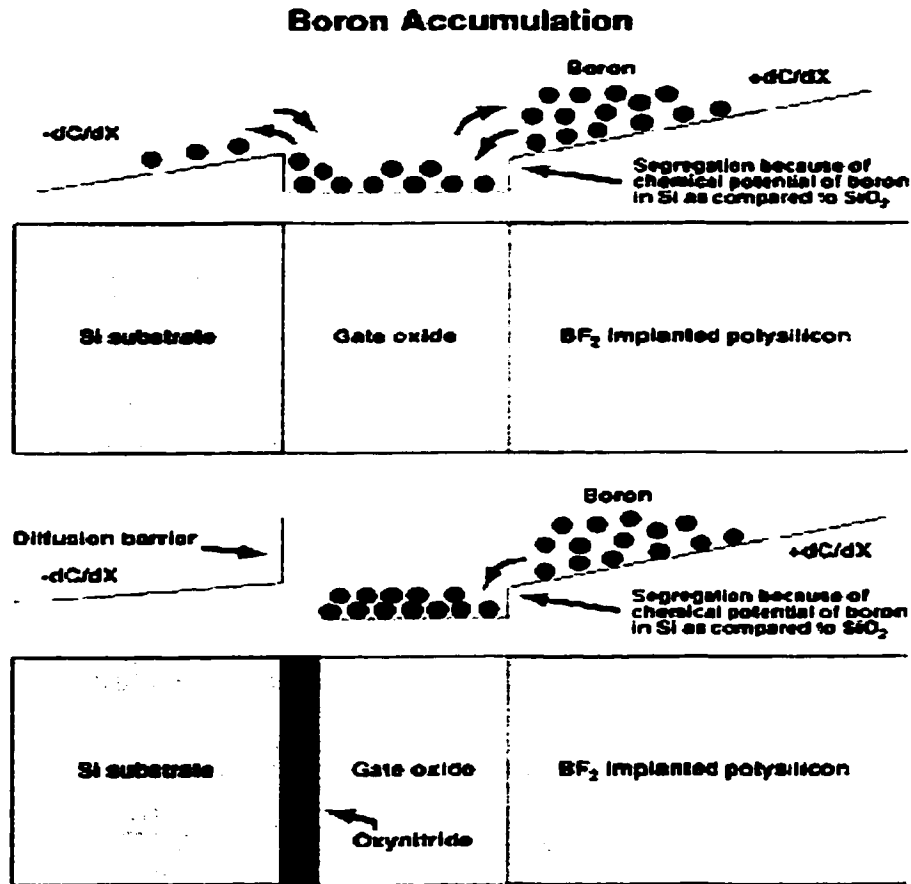 Boron Accumulation
Boron
+dC/dX
-dC/dX
Segregation because of
chemical potential of boron
in Si as compared to SiO₂
Si substrate
Gate oxide
BF₂ implanted polysilicon
Boron
Diffusion barrier
-dC/dX
+dC/dX
Segregation because of
chemical potential of boron
in Si as compared to SiO₂
Si substrate
Gate oxide
BF₂ implanted polysilicon
Oxynitride